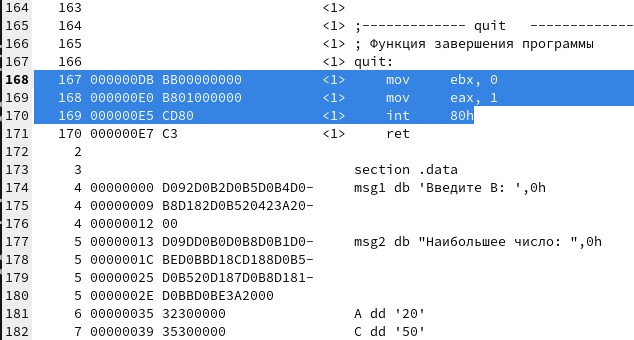 164 163 <1>
165 164 <1> ;------------- quit -------------
166 165 <1> ; Функция завершения программы
167 166 <1> quit:
168 167 000000DB BB00000000 <1> mov ebx, 0
169 168 000000E0 B801000000 <1> mov eax, 1
170 169 000000E5 CD80 <1> int 80h
171 170 000000E7 C3 <1> ret
172 2
173 3 section .data
174 4 00000000 D092D0B2D0B5D0B4D0- msg1 db 'Введите B: ',0h
175 4 00000009 B8D182D0B520423A20-
176 4 00000012 00
177 5 00000013 D09DD0B0D0B8D0B1D0- msg2 db "Наибольшее число: ",0h
178 5 0000001C BED0BBD18CD188D0B5-
179 5 00000025 D0B520D187D0B8D181-
180 5 0000002E D0BBD0BE3A2000
181 6 00000035 32300000 A dd '20'
182 7 00000039 35300000 C dd '50'